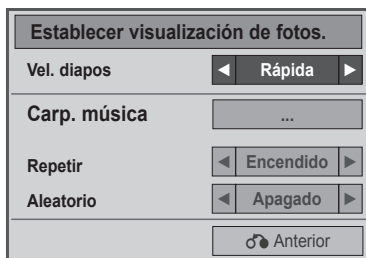 Establecer visualización de fotos.
Vel. diapos ◄ Rápida ►
Carp. música ...
Repetir ◄ Encendido ►
Aleatorio ◄ Apagado ►
Anterior